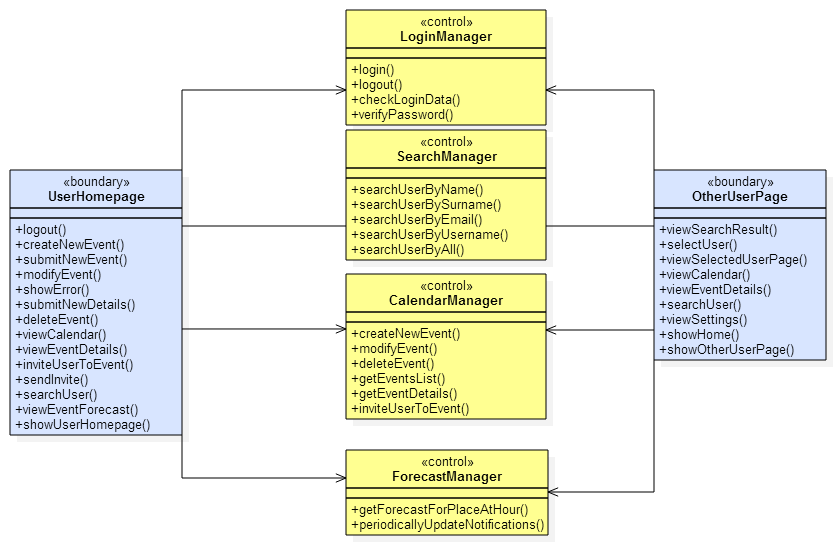 «control»
LoginManager
+login()
+logout()
+checkLoginData()
+verifyPassword()
«control»
SearchManager
+searchUserByName()
+searchUserBySurname()
+searchUserByEmail()
+searchUserByUsername()
+searchUserByAll()
«boundary»
UserHomepage
+logout()
+createNewEvent()
+submitNewEvent()
+modifyEvent()
+showError()
+submitNewDetails()
+deleteEvent()
+viewCalendar()
+viewEventDetails()
+inviteUserToEvent()
+sendInvite()
+searchUser()
+viewEventForecast()
+showUserHomepage()
«boundary»
OtherUserPage
+viewSearchResult()
+selectUser()
+viewSelectedUserPage()
+viewCalendar()
+viewEventDetails()
+searchUser()
+viewSettings()
+showHome()
+showOtherUserPage()
«control»
CalendarManager
+createNewEvent()
+modifyEvent()
+deleteEvent()
+getEventsList()
+getEventDetails()
+inviteUserToEvent()
«control»
ForecastManager
+getForecastForPlaceAtHour()
+periodicallyUpdateNotifications()